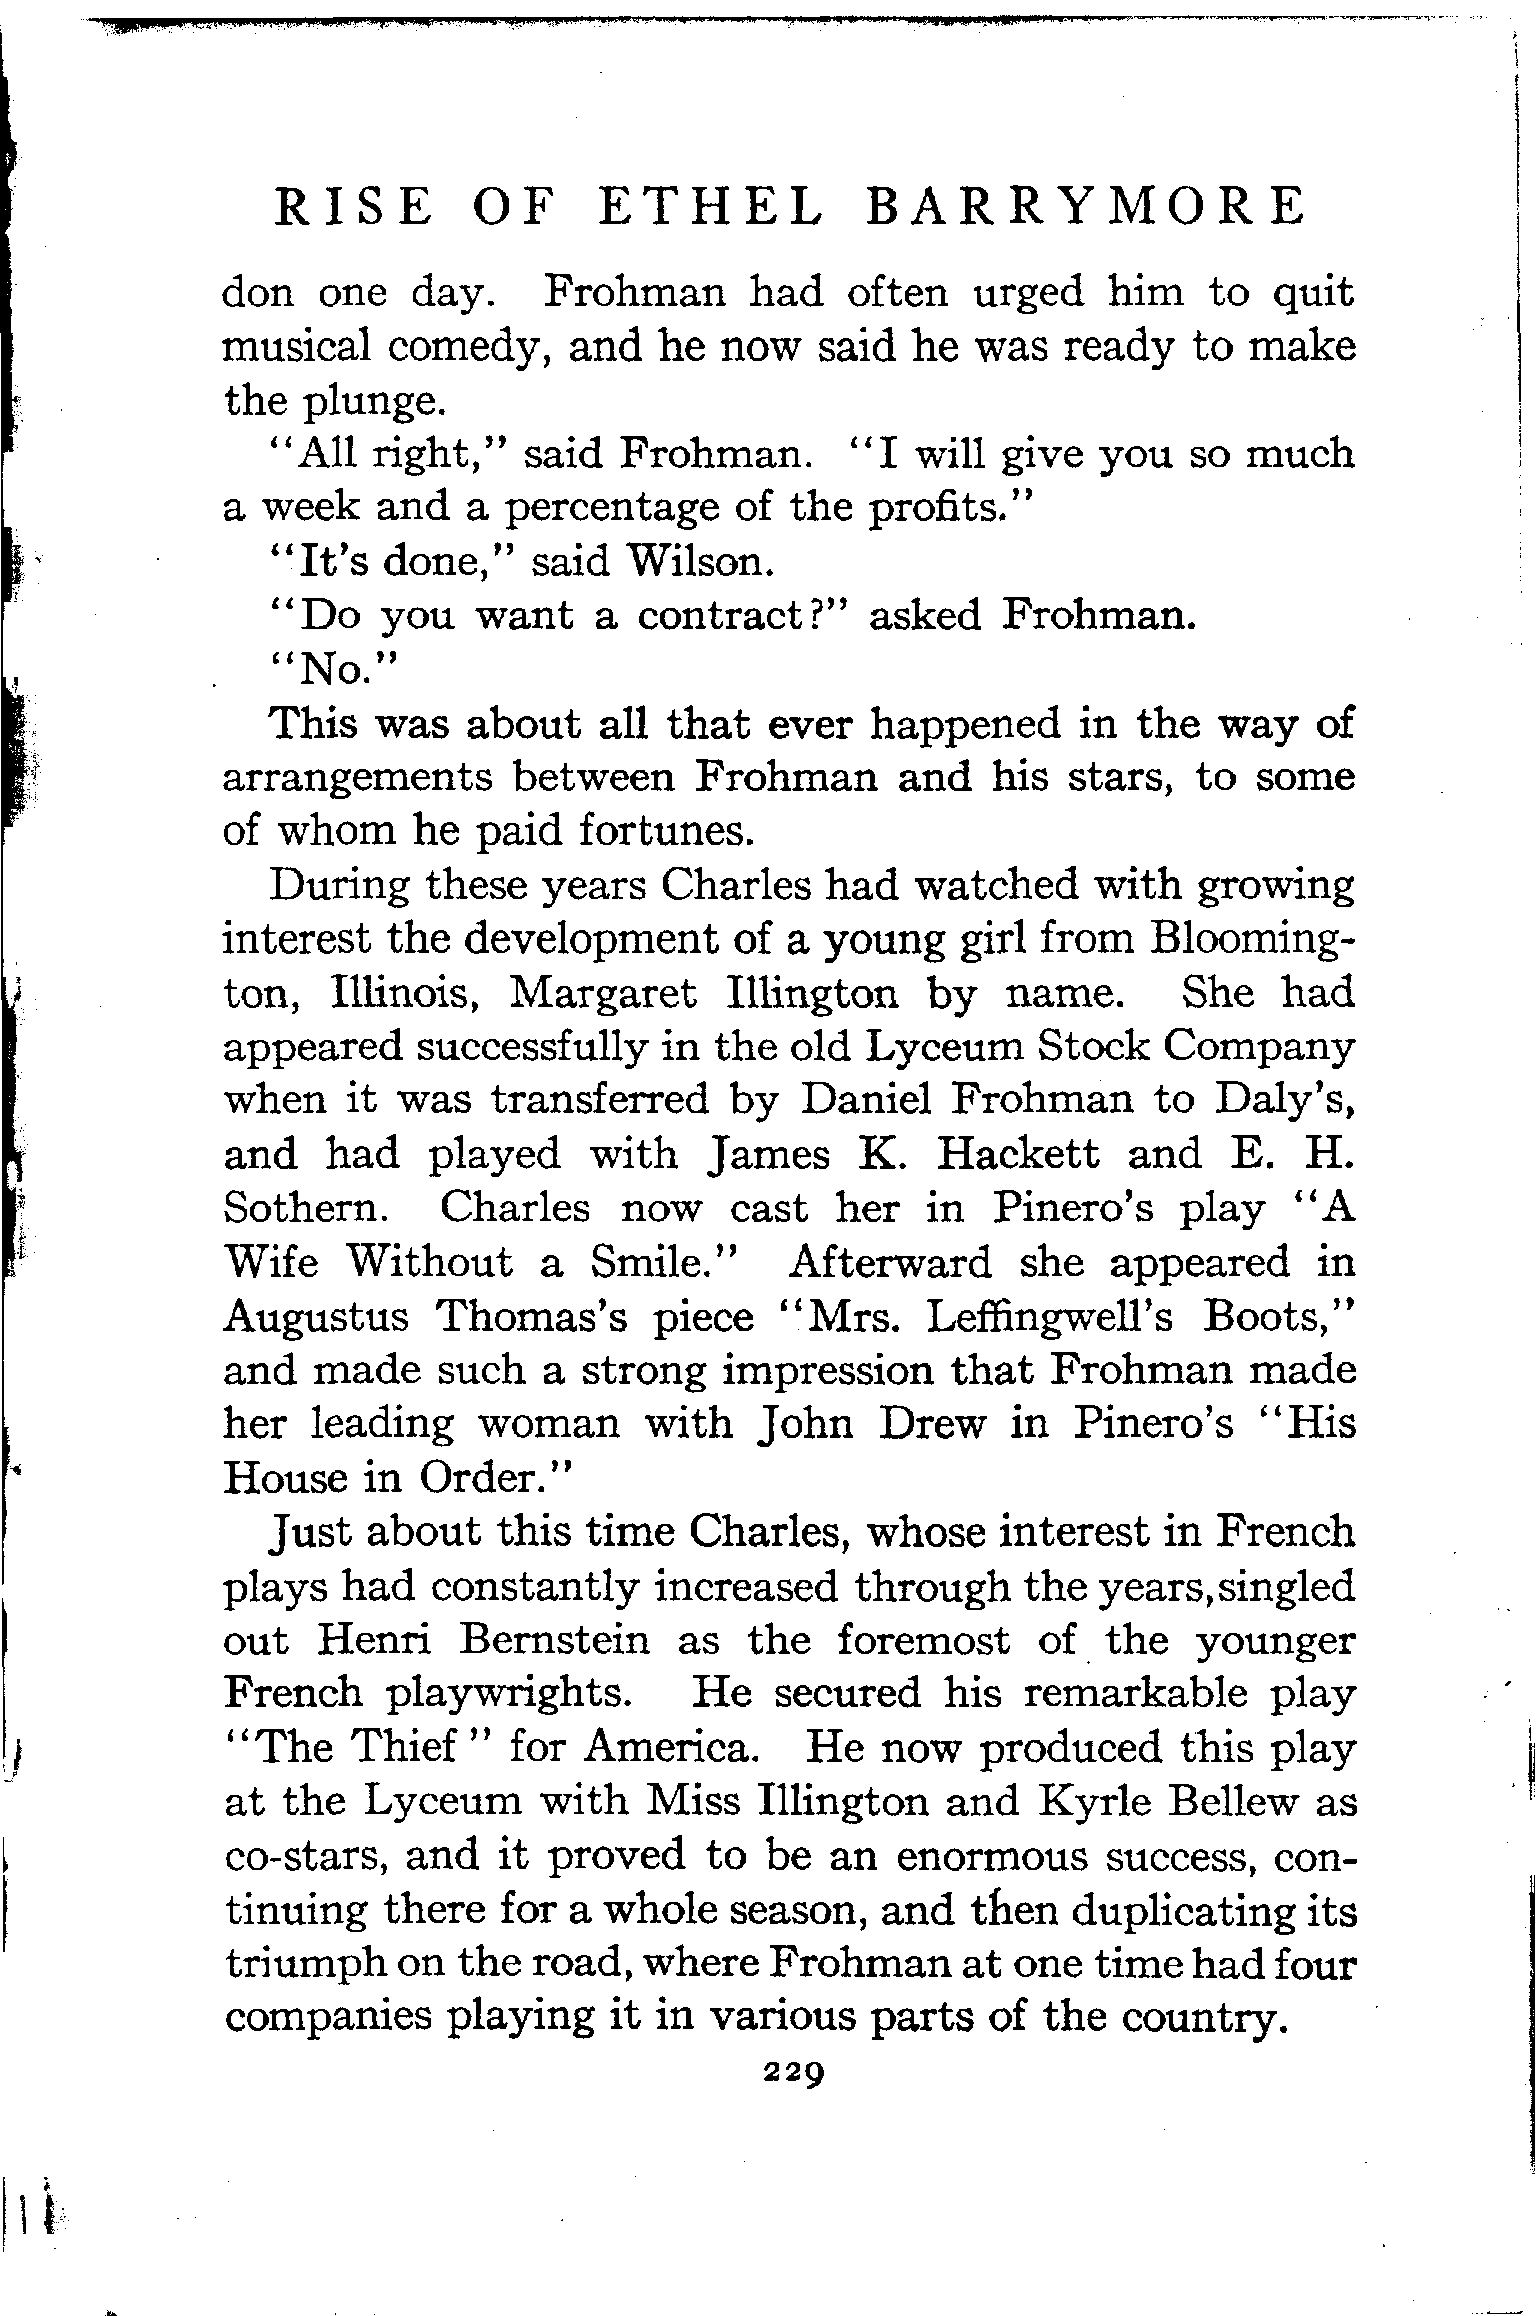 RISE OF ETHEL BARRYMORE
don one day. Frohman had often urged him to quit
musical comedy, and he now said he was ready to make
the plunge.
"All right," said Frohman. "I will give you so much
a week and a percentage of the profits."
"It's done," said Wilson.
"Do you want a contract?" asked Frohman.
"No."
This was about all that ever happened in the way of
arrangements between Frohman and his stars, to some
of whom he paid fortunes.
During these years Charles had watched with growing
interest the development of a young girl from Blooming-
ton, Illinois, Margaret Illington by name. She had
appeared successfully in the old Lyceum Stock Company
when it was transferred by Daniel Frohman to Daly's,
and had played with James K. Hackett and E. H.
Sothern. Charles now cast her in Pinero's play "A
Wife Without a Smile." Afterward she appeared in
Augustus Thomas's piece "Mrs. Leffingwell's Boots,"
and made such a strong impression that Frohman made
her leading woman with John Drew in Pinero's "His
House in Order."
Just about this time Charles, whose interest in French
plays had constantly increased through the years, singled
out Henri Bernstein as the foremost of the younger
French playwrights. He secured his remarkable play
"The Thief" for America. He now produced this play
at the Lyceum with Miss Illington and Kyrle Bellew as
co-stars, and it proved to be an enormous success, con-
tinuing there for a whole season, and then duplicating its
triumph on the road, where Frohman at one time had four
companies playing it in various parts of the country.
229